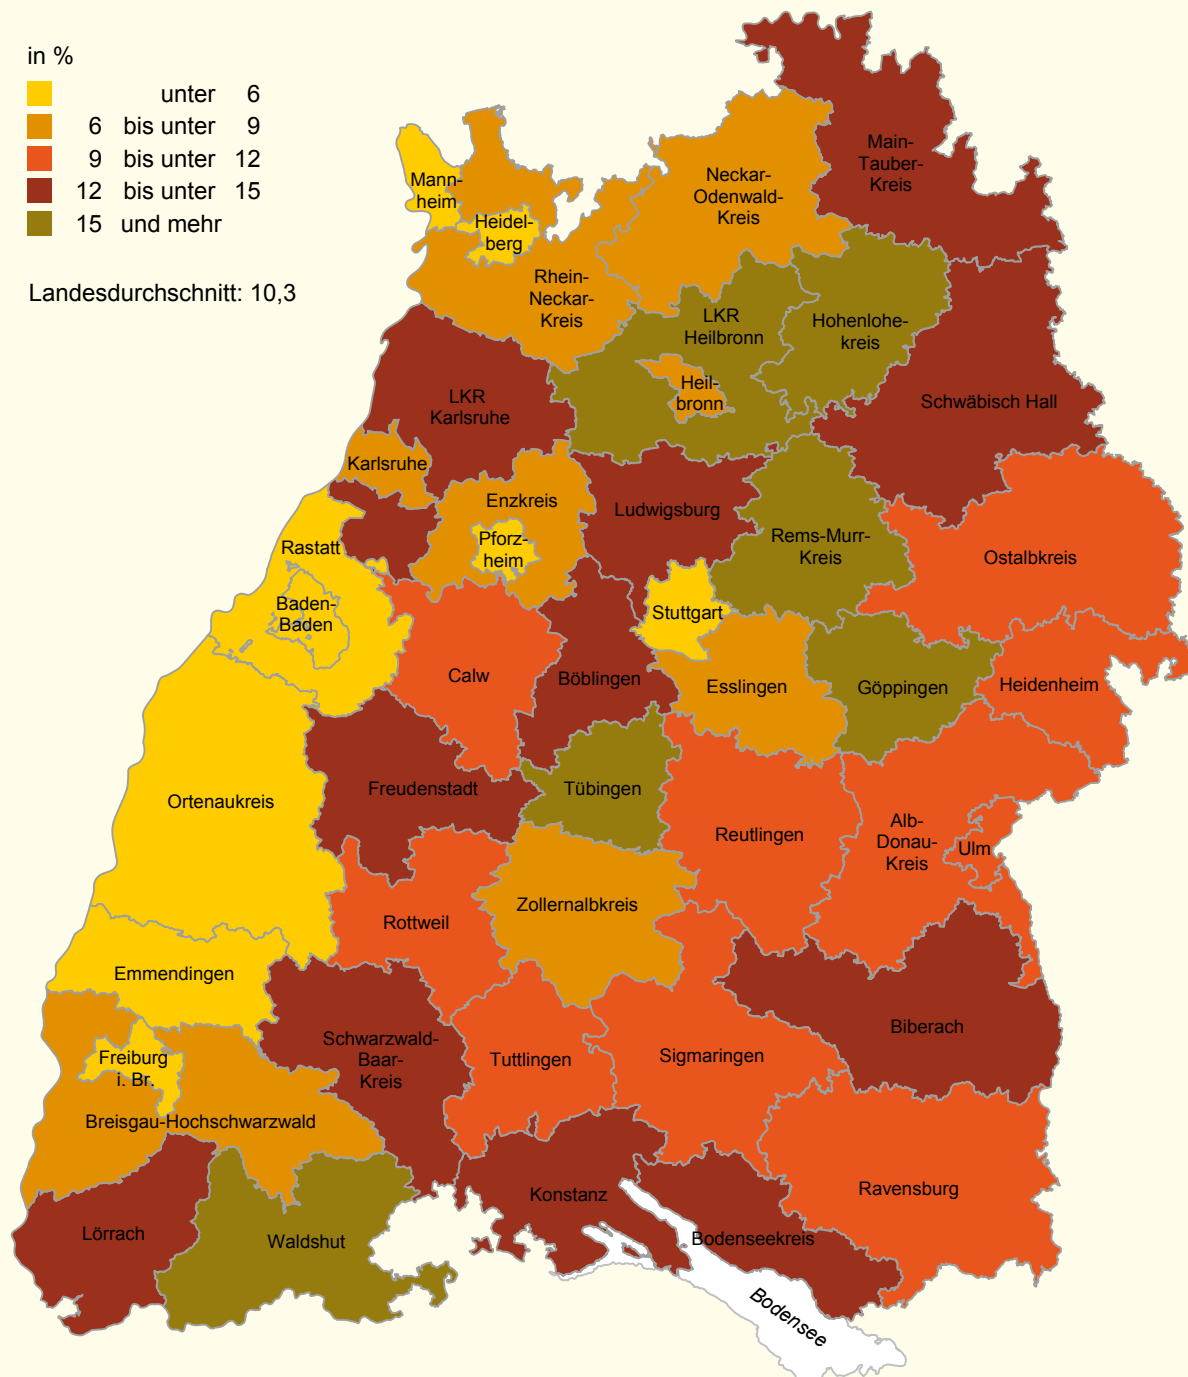 in %
unter 6
6 bis unter 9
9 bis unter 12
12 bis unter 15
15 und mehr
Landesdurchschnitt: 10,3
Main-
Tauber-
Kreis
Mann-
heim
Neckar-
Odenwald-
Kreis
Heidel-
berg
Rhein-
Neckar-
Kreis
LKR
Heilbronn
Hohenlohe-
kreis
Heil-
bronn
LKR
Karlsruhe
Schwäbisch Hall
Karlsruhe
Enzkreis
Ludwigsburg
Pforz-
heim
Rems-Murr-
Kreis
Ostalbkreis
Rastatt
Baden-
Baden
Stuttgart
Calw
Böblingen
Esslingen
Göppingen
Heidenheim
Freudenstadt
Tübingen
Ortenaukreis
Reutlingen
Alb-
Donau-
Kreis
Ulm
Zollernalbkreis
Rottweil
Emmendingen
Biberach
Schwarzwald-
Baar-
Kreis
Tuttlingen
Sigmaringen
Freiburg
i. Br.
Breisgau-Hochschwarzwald
Ravensburg
Konstanz
Lörrach
Waldshut
Bodenseekreis
Bodensee